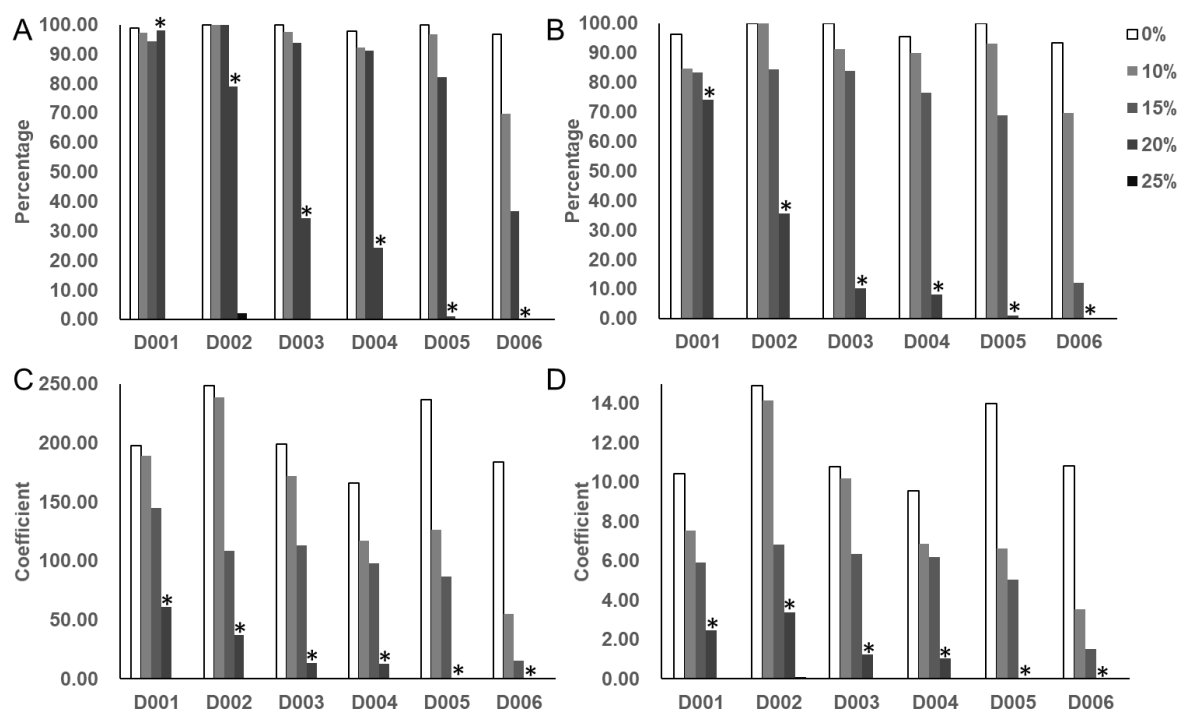 A
Percentage
100.00
90.00
80.00
70.00
60.00
50.00
40.00
30.00
20.00
10.00
0.00
* * * * * *
D001 D002 D003 D004 D005 D006
B
Percentage
100.00
90.00
80.00
70.00
60.00
50.00
40.00
30.00
20.00
10.00
0.00
* * * * * *
D001 D002 D003 D004 D005 D006
0%
10%
15%
20%
25%
C
Coefficient
250.00
200.00
150.00
100.00
50.00
0.00
* * * * * *
D001 D002 D003 D004 D005 D006
D
Coefficient
14.00
12.00
10.00
8.00
6.00
4.00
2.00
0.00
* * * * * *
D001 D002 D003 D004 D005 D006